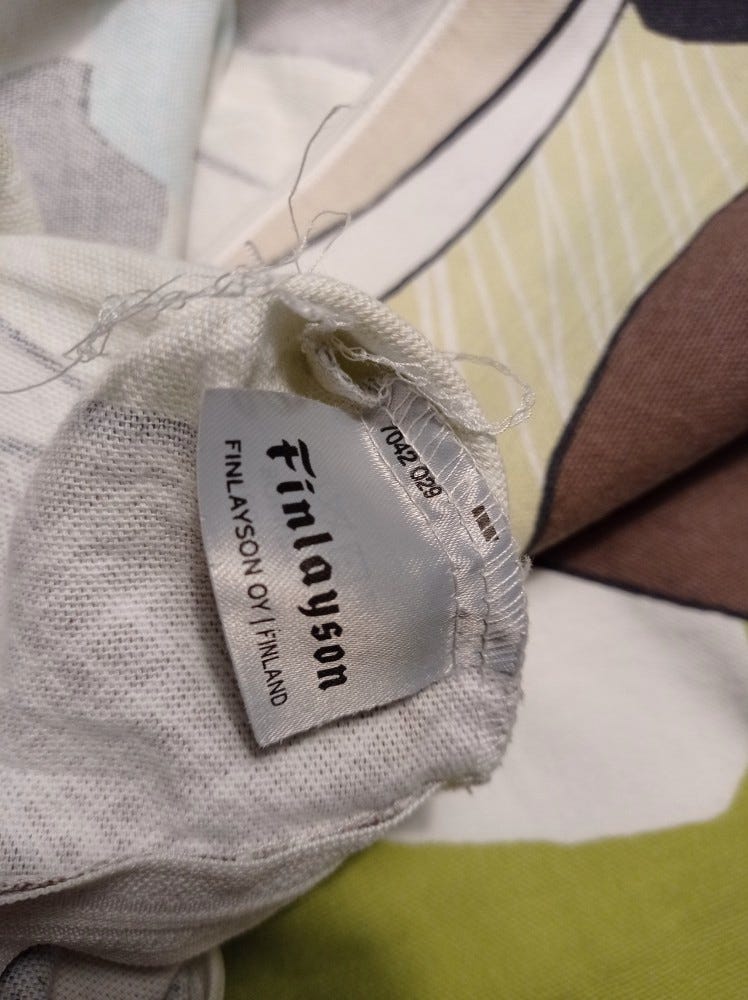 7042 029
Finlayson
FINLAYSON OY | FINLAND